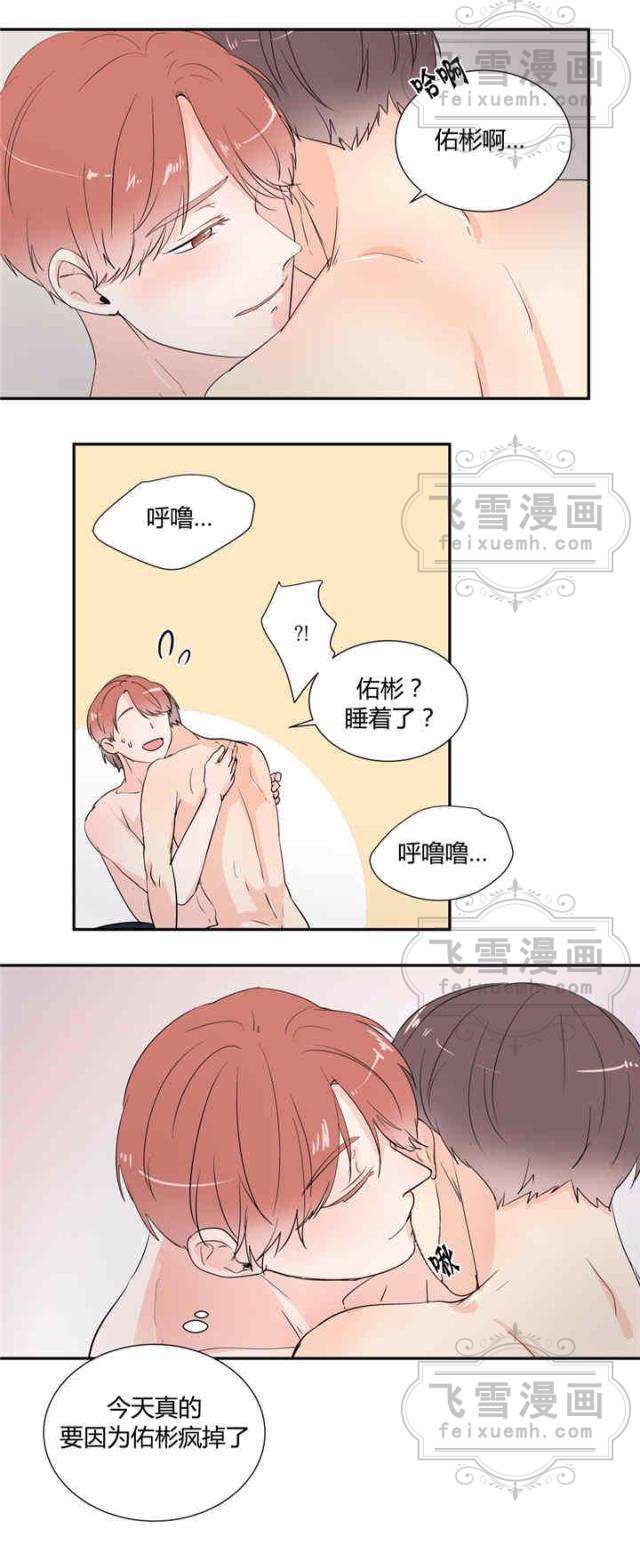 飞雪漫画
feixuemh.com
哈啊
佑彬啊...
飞雪漫画
feixuemh.com
呼噜...
?!
佑彬？
睡着了？
呼噜噜...
飞雪漫画
feixuemh.com
啾
今天真的
要因为佑彬疯掉了
飞雪漫画
feixuemh.com